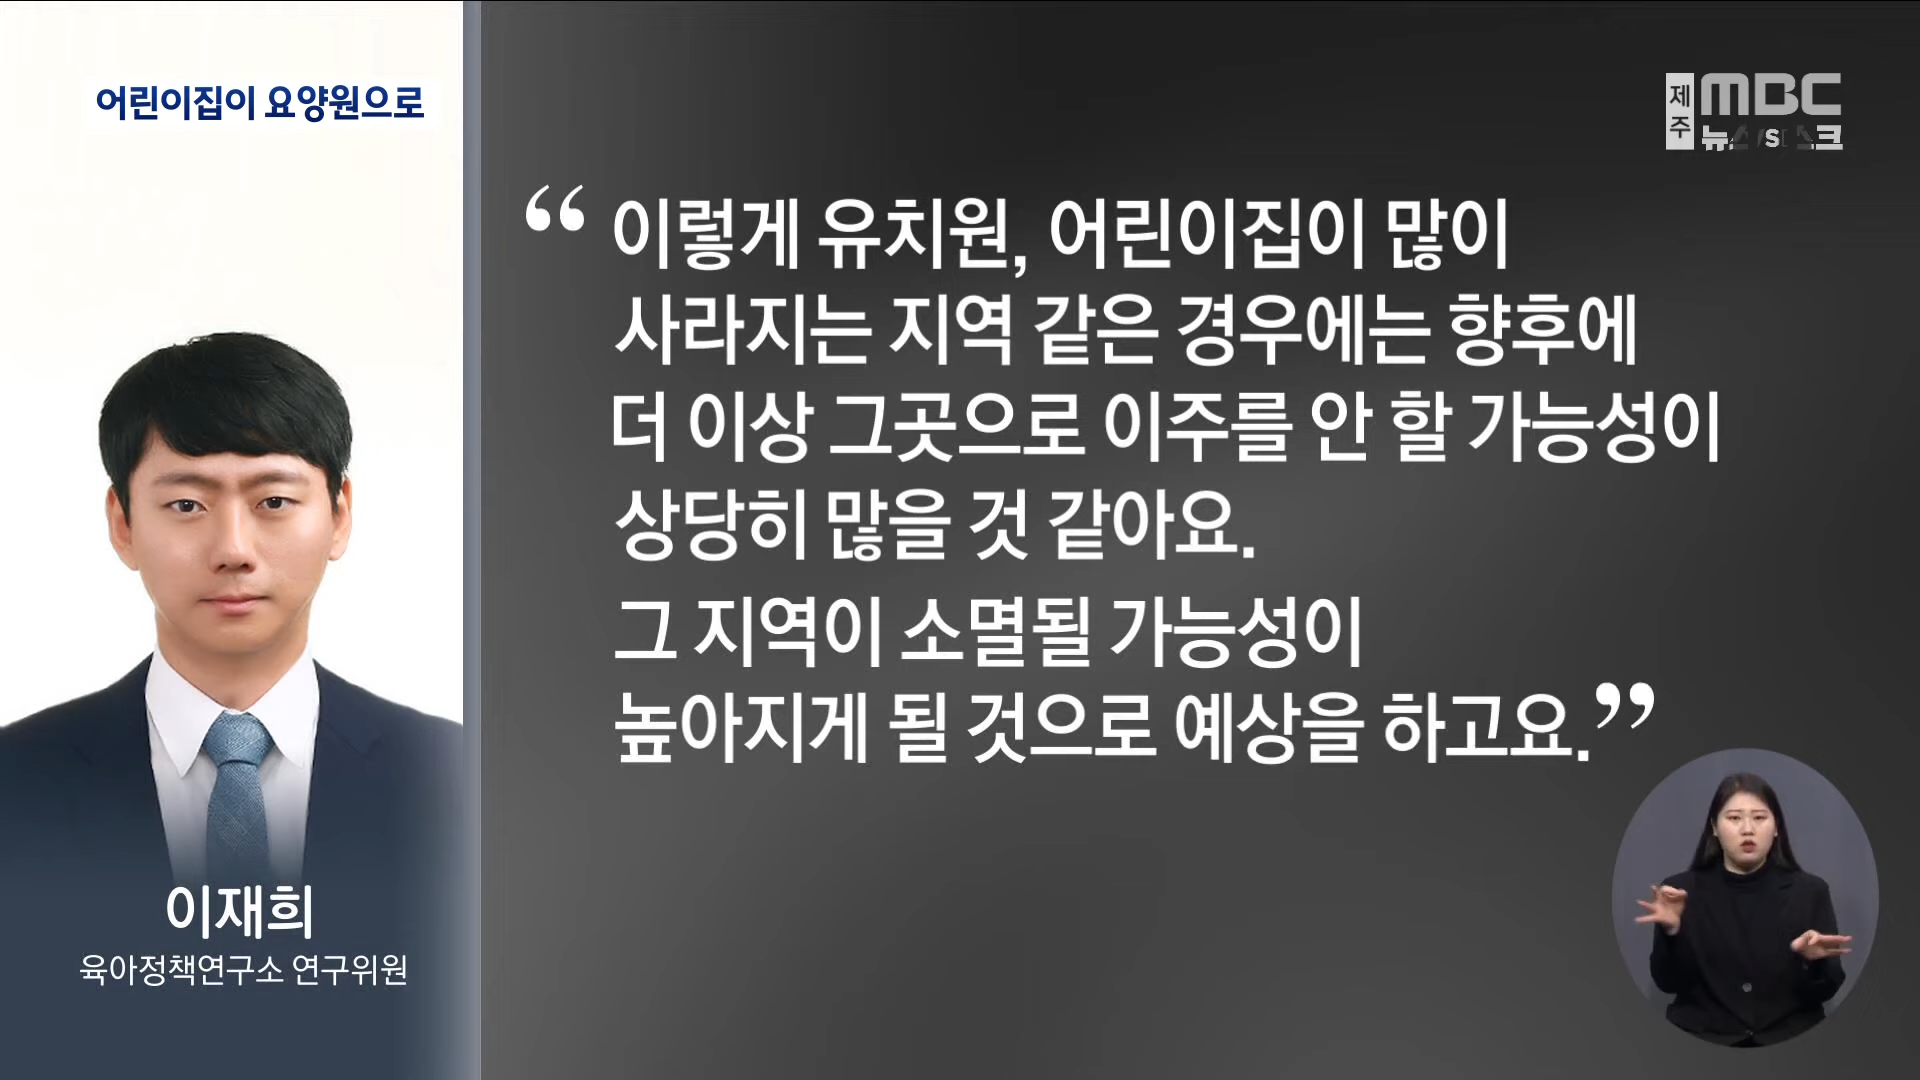 어린이집이 요양원으로
제주 MBC
뉴스
“이렇게 유치원, 어린이집이 많이
사라지는 지역 같은 경우에는 향후에
더 이상 그곳으로 이주를 안 할 가능성이
상당히 많을 것 같아요.
그 지역이 소멸될 가능성이
높아지게 될 것으로 예상을 하고요.”
이재희
육아정책연구소 연구위원